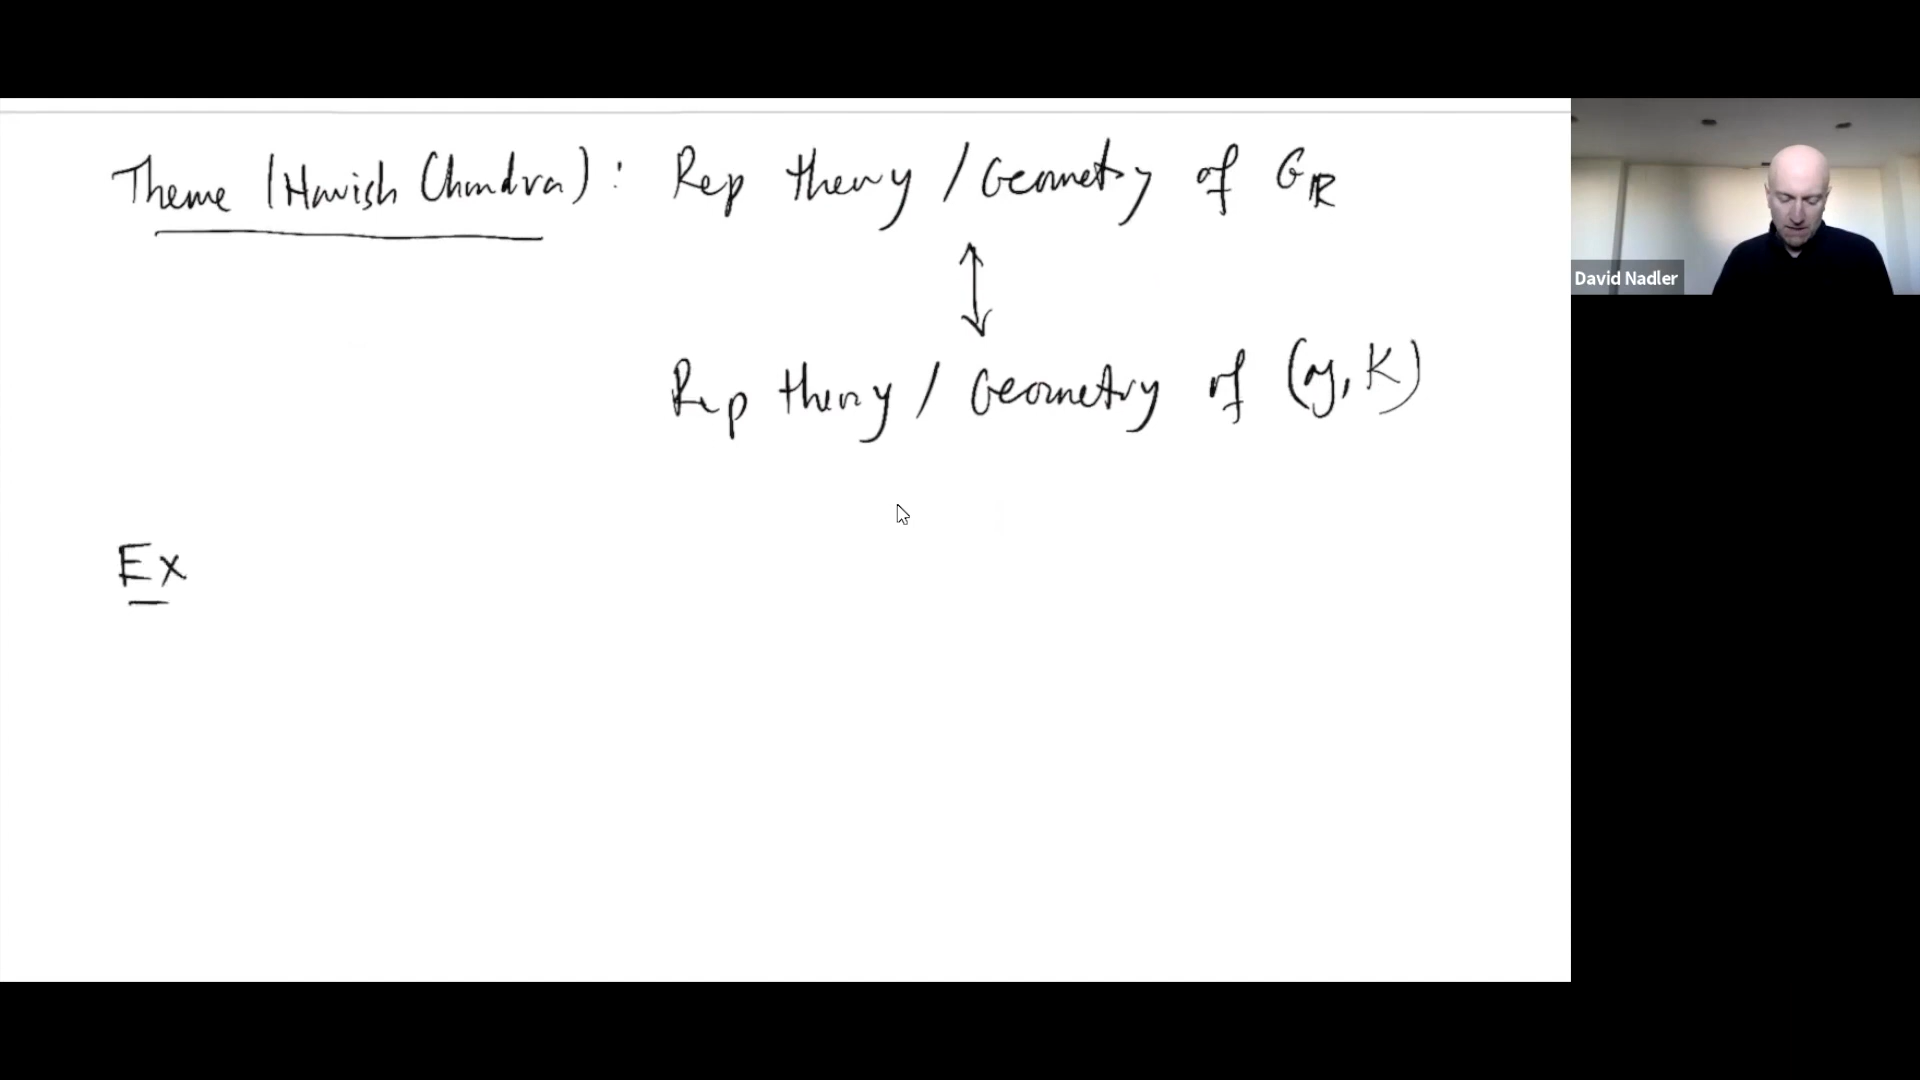 Theme (Harish Chandra): Rep theory / Geometry of G_ℝ
↕
Rep theory / Geometry of (𝔤, K)
Ex
David Nadler